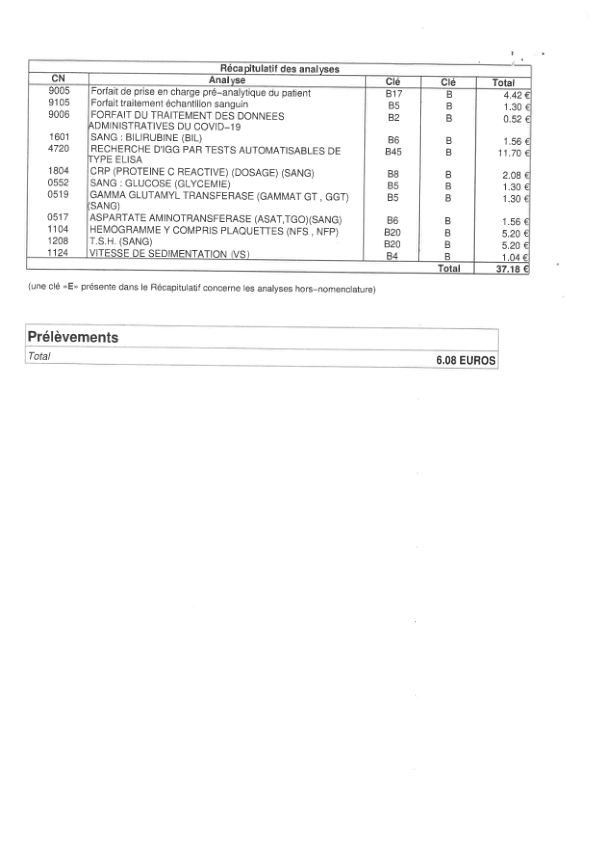 Récapitulatif des analyses
CN Analyse Clé Clé Total
9005 Forfait de prise en charge pré-analytique du patient B17 B 4.42 €
9105 Forfait traitement échantillon sanguin B5 B 1.30 €
9006 FORFAIT DU TRAITEMENT DES DONNEES B2 B 0.52 €
ADMINISTRATIVES DU COVID-19
1601 SANG : BILIRUBINE (BIL) B6 B 1.56 €
4720 RECHERCHE D'IGG PAR TESTS AUTOMATISABLES DE B45 B 11.70 €
TYPE ELISA
1804 CRP (PROTEINE C REACTIVE) (DOSAGE) (SANG) B8 B 2.08 €
0552 SANG : GLUCOSE (GLYCEMIE) B5 B 1.30 €
0519 GAMMA GLUTAMYL TRANSFERASE (GAMMAT GT , GGT) B5 B 1.30 €
(SANG)
0517 ASPARTATE AMINOTRANSFERASE (ASAT,TGO)(SANG) B6 B 1.56 €
1104 HEMOGRAMME Y COMPRIS PLAQUETTES (NFS , NFP) B20 B 5.20 €
1208 T.S.H. (SANG) B20 B 5.20 €
1124 VITESSE DE SEDIMENTATION (VS) B4 B 1.04 €
Total 37.18 €
(une clé «E» présente dans le Récapitulatif concerne les analyses hors-nomenclature)
Prélèvements
Total 6.08 EUROS